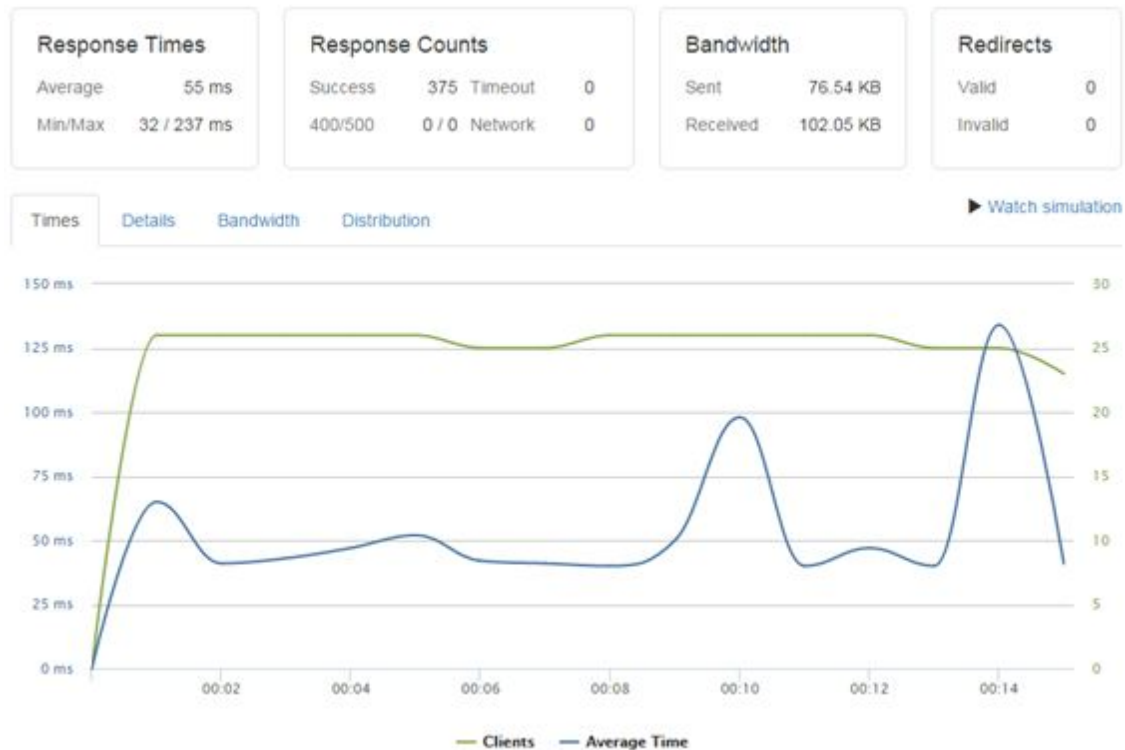 Response Times
Average 55 ms
Min/Max 32 / 237 ms
Response Counts
Success 375 Timeout 0
400/500 0 / 0 Network 0
Bandwidth
Sent 76.54 KB
Received 102.05 KB
Redirects
Valid 0
Invalid 0
Times Details Bandwidth Distribution
Watch simulation
150 ms 30
125 ms 25
100 ms 20
75 ms 15
50 ms 10
25 ms 5
0 ms 0
00:02 00:04 00:06 00:08 00:10 00:12 00:14
Clients Average Time